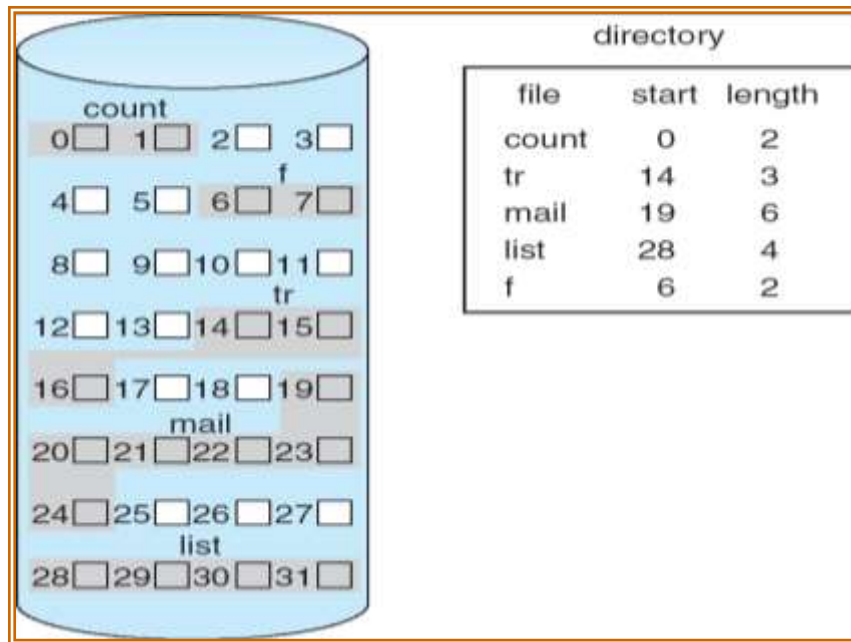 count
0 1 2 3
f
4 5 6 7
8 9 10 11
tr
12 13 14 15
16 17 18 19
mail
20 21 22 23
24 25 26 27
list
28 29 30 31
directory
file start length
count 0 2
tr 14 3
mail 19 6
list 28 4
f 6 2